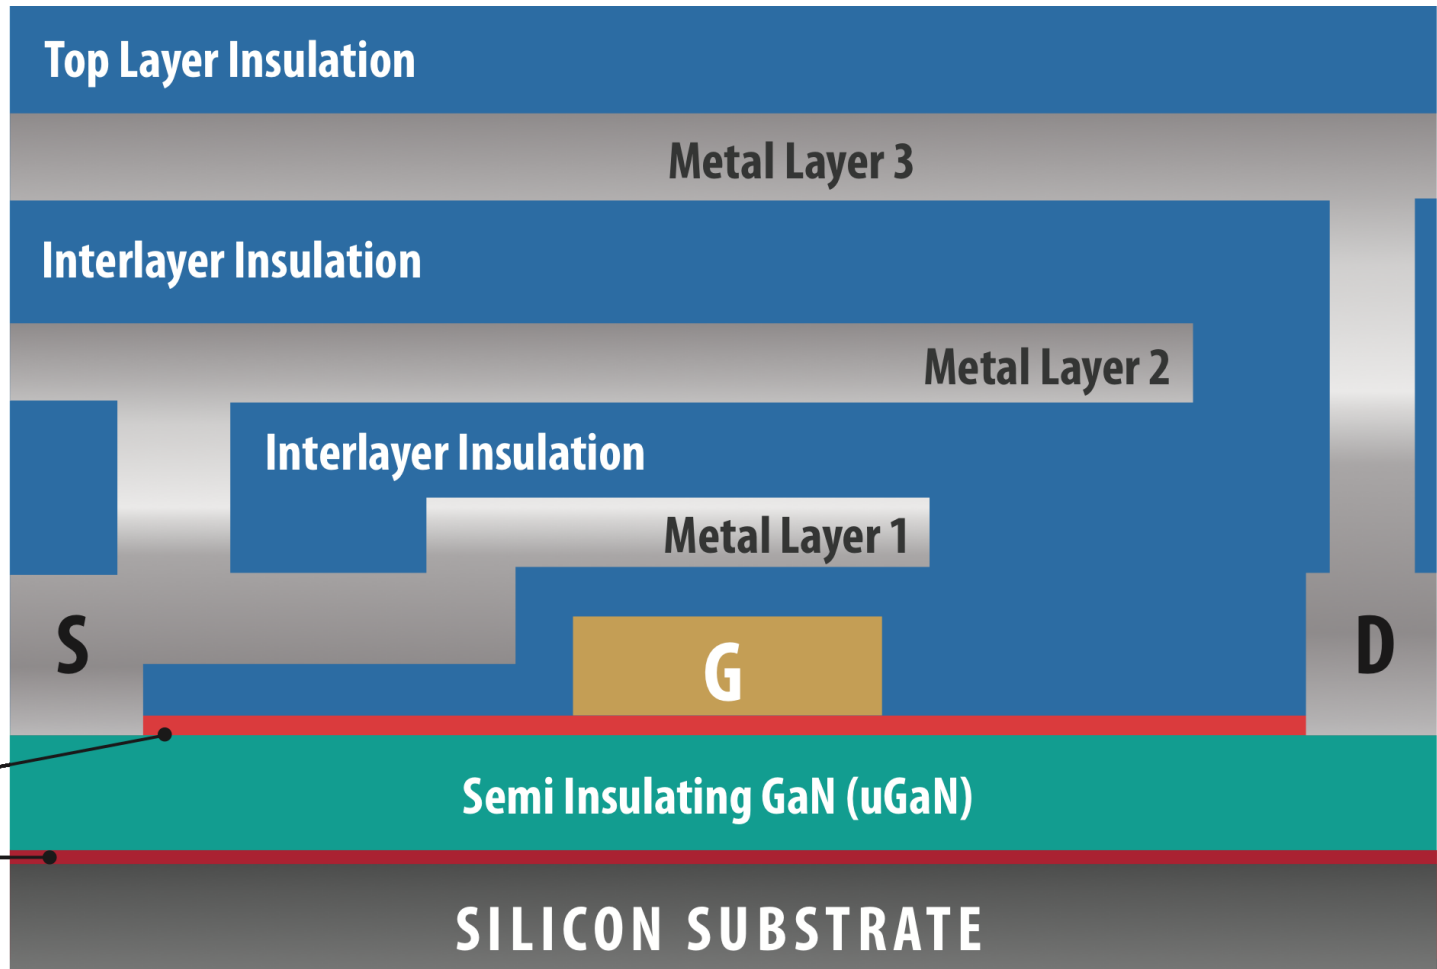 Top Layer Insulation
Metal Layer 3
Interlayer Insulation
Metal Layer 2
Interlayer Insulation
Metal Layer 1
S
G
D
Semi Insulating GaN (uGaN)
SILICON SUBSTRATE